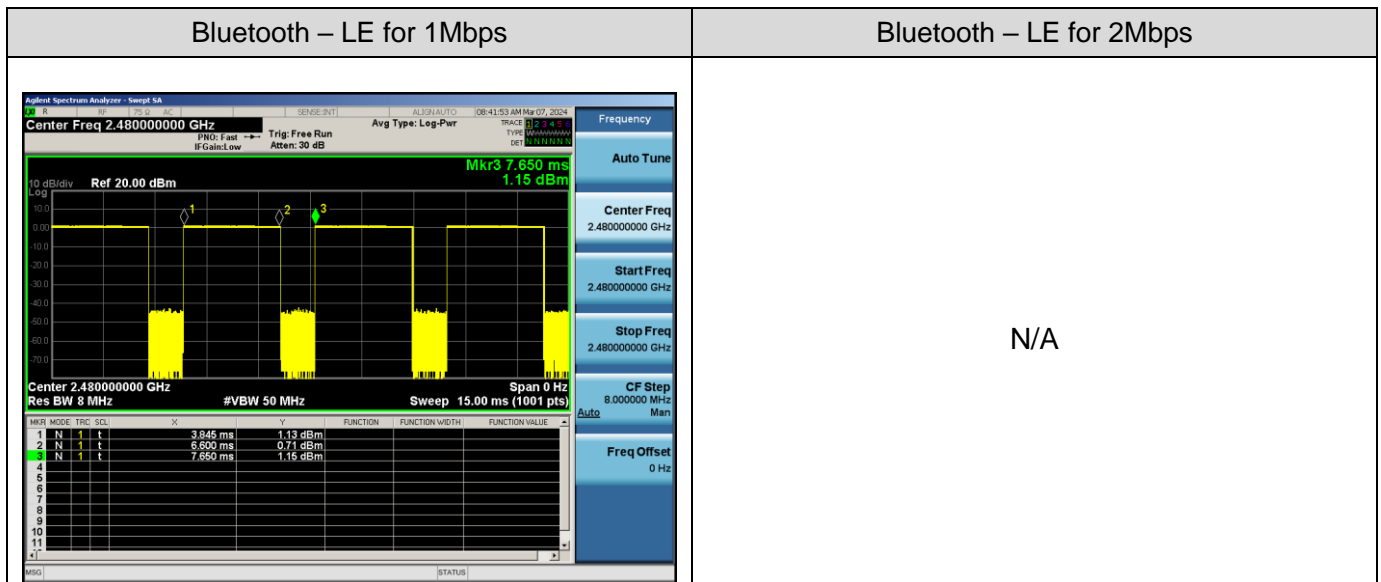 Bluetooth – LE for 1Mbps
Bluetooth – LE for 2Mbps
Agilent Spectrum Analyzer - Swept SA
R RF 75 Ω AC SENSE:INT ALIGN AUTO 08:41:53 AM Mar 07, 2024
Center Freq 2.480000000 GHz
PNO: Fast
IFGain:Low
Trig: Free Run
Atten: 30 dB
Avg Type: Log-Pwr
TRACE 1 2 3 4 5 6
TYPE
DET N N N N N N
Frequency
Mkr3 7.650 ms
1.15 dBm
10 dB/div Ref 20.00 dBm
Log
10.0
0.00
-10.0
-20.0
-30.0
-40.0
-50.0
-60.0
-70.0
1
2
3
Center 2.480000000 GHz Span 0 Hz
Res BW 8 MHz #VBW 50 MHz Sweep 15.00 ms (1001 pts)
MKR MODE TRC SCL X Y FUNCTION FUNCTION WIDTH FUNCTION VALUE
1 N 1 t 3.845 ms 1.13 dBm
2 N 1 t 6.600 ms 0.71 dBm
3 N 1 t 7.650 ms 1.15 dBm
4
5
6
7
8
9
10
11
MSG STATUS
Auto Tune
Center Freq
2.480000000 GHz
Start Freq
2.480000000 GHz
Stop Freq
2.480000000 GHz
CF Step
8.000000 MHz
Auto Man
Freq Offset
0 Hz
N/A